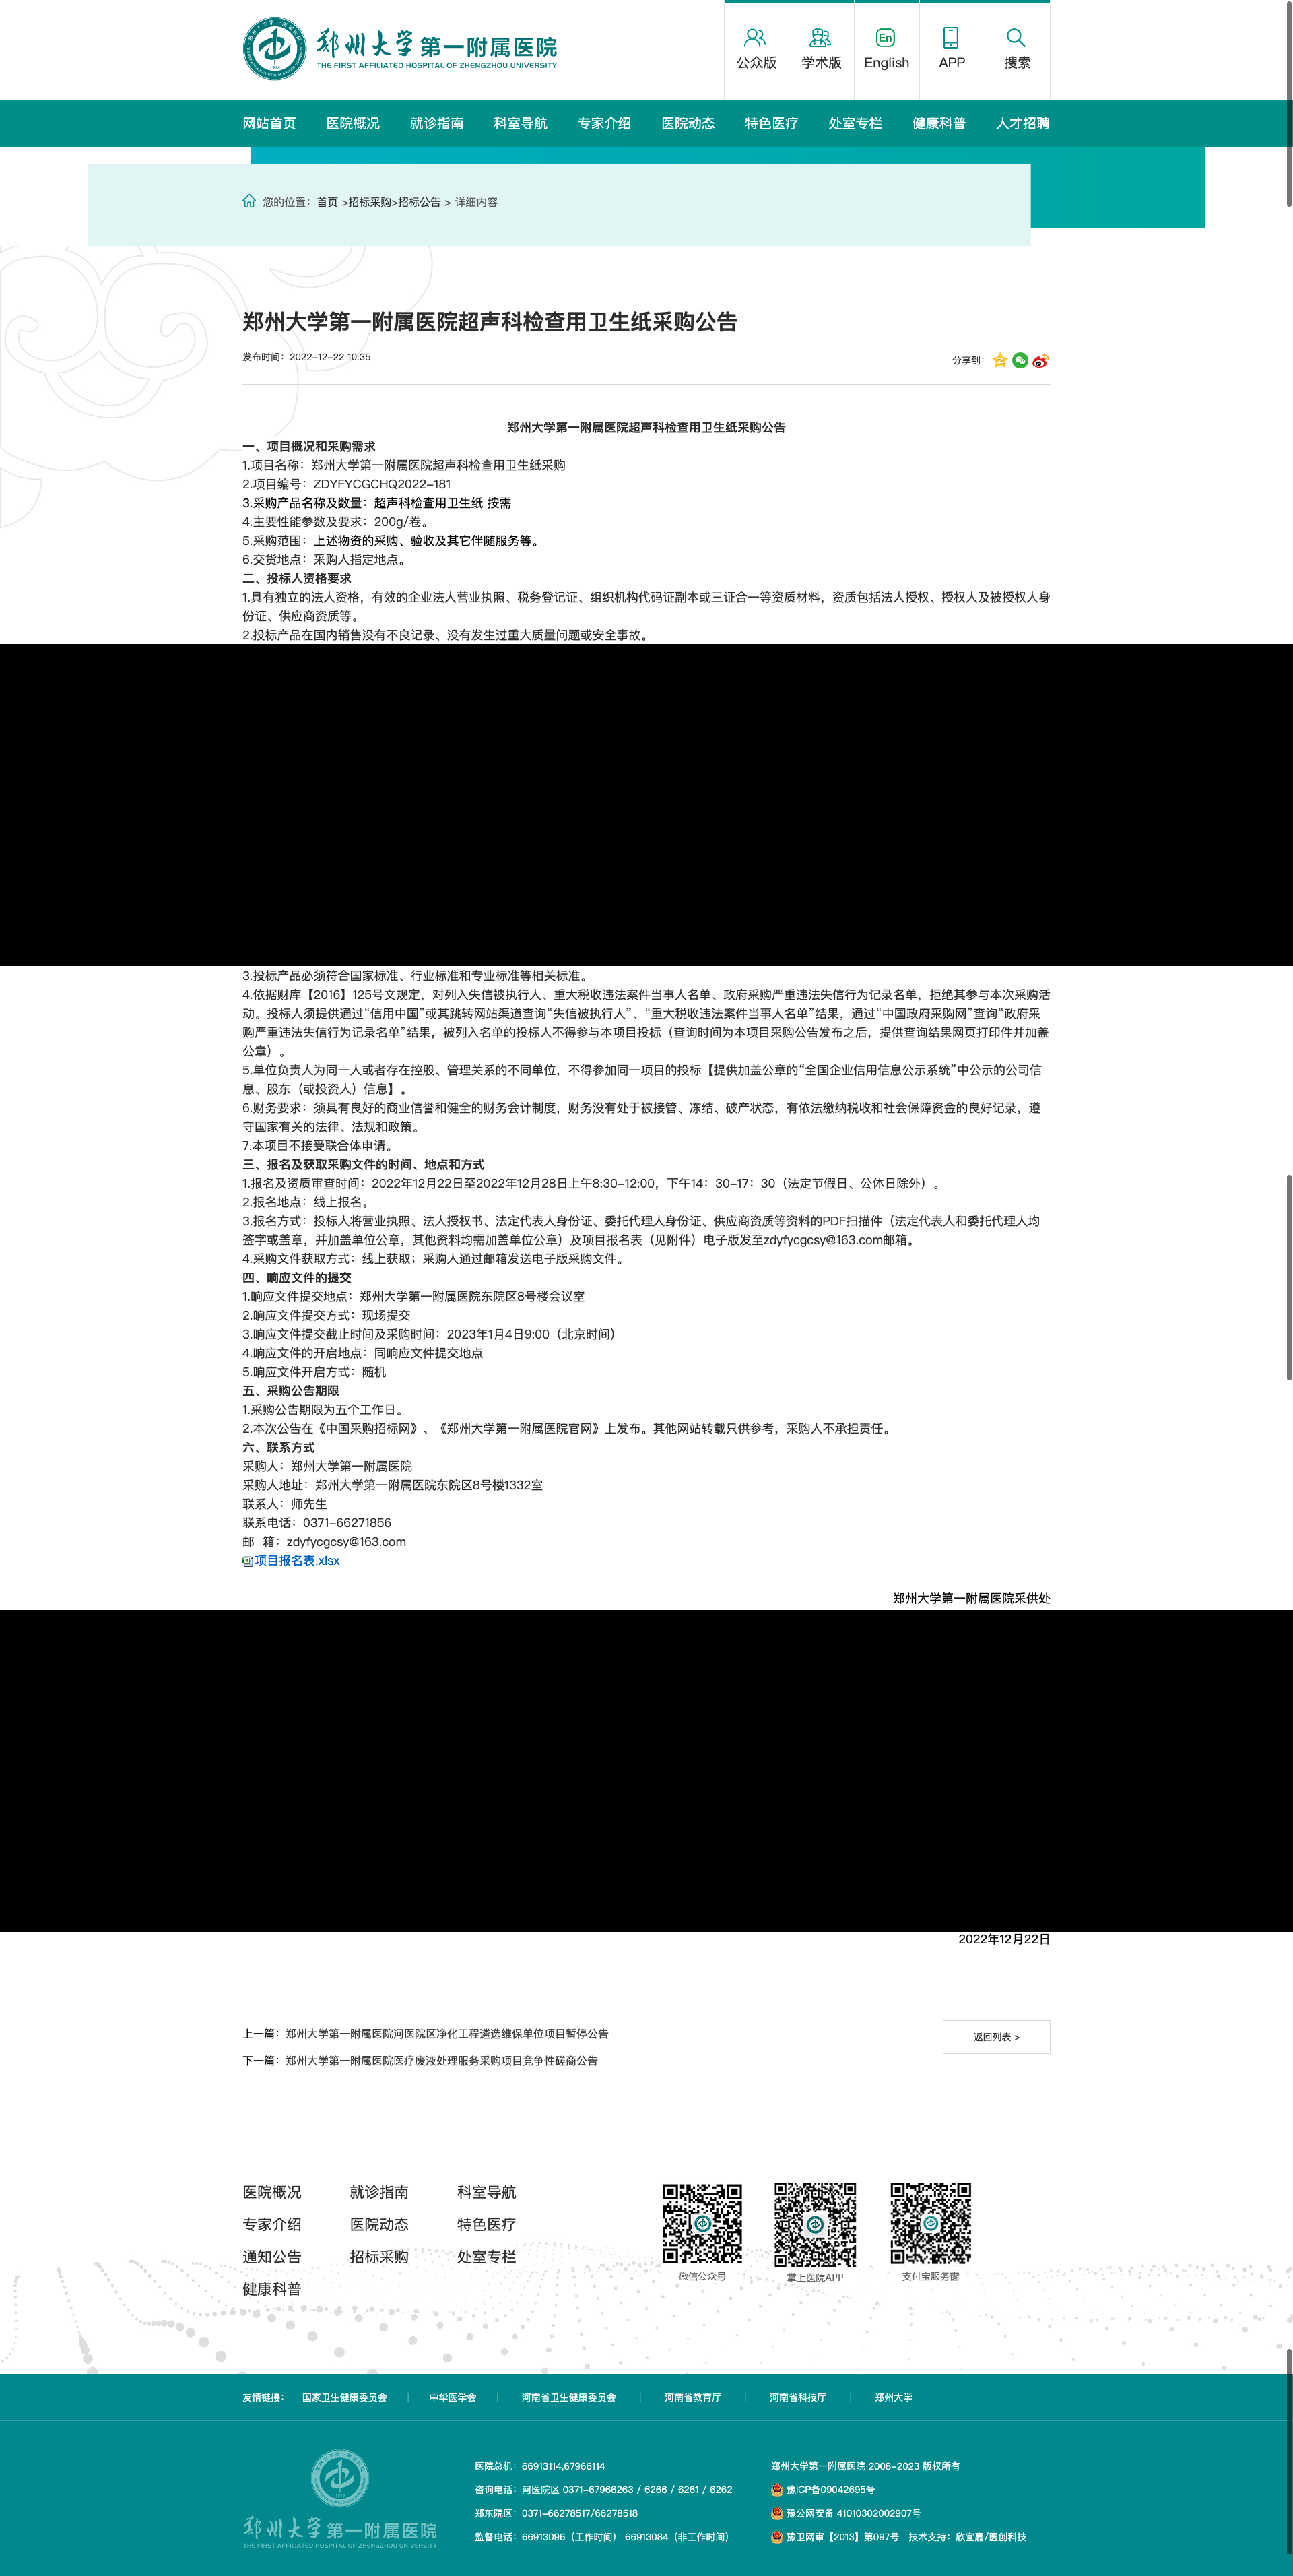 郑州大学第一附属医院
THE FIRST AFFILIATED HOSPITAL OF ZHENGZHOU UNIVERSITY
公众版
学术版
En
English
APP
搜索
网站首页 医院概况 就诊指南 科室导航 专家介绍 医院动态 特色医疗 处室专栏 健康科普 人才招聘
您的位置：首页 >招标采购>招标公告 > 详细内容
郑州大学第一附属医院超声科检查用卫生纸采购公告
发布时间：2022-12-22 10:35
分享到：
郑州大学第一附属医院超声科检查用卫生纸采购公告
一、项目概况和采购需求
1.项目名称：郑州大学第一附属医院超声科检查用卫生纸采购
2.项目编号：ZDYFYCGCHQ2022-181
3.采购产品名称及数量：超声科检查用卫生纸 按需
4.主要性能参数及要求：200g/卷。
5.采购范围：上述物资的采购、验收及其它伴随服务等。
6.交货地点：采购人指定地点。
二、投标人资格要求
1.具有独立的法人资格，有效的企业法人营业执照、税务登记证、组织机构代码证副本或三证合一等资质材料，资质包括法人授权、授权人及被授权人身
份证、供应商资质等。
2.投标产品在国内销售没有不良记录、没有发生过重大质量问题或安全事故。
3.投标产品必须符合国家标准、行业标准和专业标准等相关标准。
4.依据财库【2016】125号文规定，对列入失信被执行人、重大税收违法案件当事人名单、政府采购严重违法失信行为记录名单，拒绝其参与本次采购活
动。投标人须提供通过“信用中国”或其跳转网站渠道查询“失信被执行人”、“重大税收违法案件当事人名单”结果，通过“中国政府采购网”查询“政府采
购严重违法失信行为记录名单”结果，被列入名单的投标人不得参与本项目投标（查询时间为本项目采购公告发布之后，提供查询结果网页打印件并加盖
公章）。
5.单位负责人为同一人或者存在控股、管理关系的不同单位，不得参加同一项目的投标【提供加盖公章的“全国企业信用信息公示系统”中公示的公司信
息、股东（或投资人）信息】。
6.财务要求：须具有良好的商业信誉和健全的财务会计制度，财务没有处于被接管、冻结、破产状态，有依法缴纳税收和社会保障资金的良好记录，遵
守国家有关的法律、法规和政策。
7.本项目不接受联合体申请。
三、报名及获取采购文件的时间、地点和方式
1.报名及资质审查时间：2022年12月22日至2022年12月28日上午8:30-12:00，下午14：30-17：30（法定节假日、公休日除外）。
2.报名地点：线上报名。
3.报名方式：投标人将营业执照、法人授权书、法定代表人身份证、委托代理人身份证、供应商资质等资料的PDF扫描件（法定代表人和委托代理人均
签字或盖章，并加盖单位公章，其他资料均需加盖单位公章）及项目报名表（见附件）电子版发至zdyfycgcsy@163.com邮箱。
4.采购文件获取方式：线上获取；采购人通过邮箱发送电子版采购文件。
四、响应文件的提交
1.响应文件提交地点：郑州大学第一附属医院东院区8号楼会议室
2.响应文件提交方式：现场提交
3.响应文件提交截止时间及采购时间：2023年1月4日9:00（北京时间）
4.响应文件的开启地点：同响应文件提交地点
5.响应文件开启方式：随机
五、采购公告期限
1.采购公告期限为五个工作日。
2.本次公告在《中国采购招标网》、《郑州大学第一附属医院官网》上发布。其他网站转载只供参考，采购人不承担责任。
六、联系方式
采购人：郑州大学第一附属医院
采购人地址：郑州大学第一附属医院东院区8号楼1332室
联系人：师先生
联系电话：0371-66271856
邮 箱：zdyfycgcsy@163.com
项目报名表.xlsx
郑州大学第一附属医院采供处
2022年12月22日
上一篇：郑州大学第一附属医院河医院区净化工程遴选维保单位项目暂停公告
返回列表 >
下一篇：郑州大学第一附属医院医疗废液处理服务采购项目竞争性磋商公告
医院概况 就诊指南 科室导航
专家介绍 医院动态 特色医疗
通知公告 招标采购 处室专栏
健康科普
微信公众号 掌上医院APP 支付宝服务窗
友情链接： 国家卫生健康委员会 | 中华医学会 | 河南省卫生健康委员会 | 河南省教育厅 | 河南省科技厅 | 郑州大学
郑州大学第一附属医院
THE FIRST AFFILIATED HOSPITAL OF ZHENGZHOU UNIVERSITY
医院总机：66913114,67966114
咨询电话：河医院区 0371-67966263 / 6266 / 6261 / 6262
郑东院区：0371-66278517/66278518
监督电话：66913096（工作时间） 66913084（非工作时间）
郑州大学第一附属医院 2008-2023 版权所有
豫ICP备09042695号
豫公网安备 41010302002907号
豫卫网审【2013】第097号 技术支持：欣宜嘉/医创科技